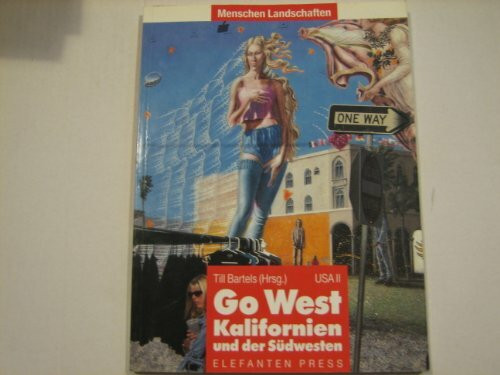 Menschen Landschaften
ONE WAY
Till Bartels (Hrsg.) USA II
Go West
Kalifornien
und der Südwesten
ELEFANTEN PRESS